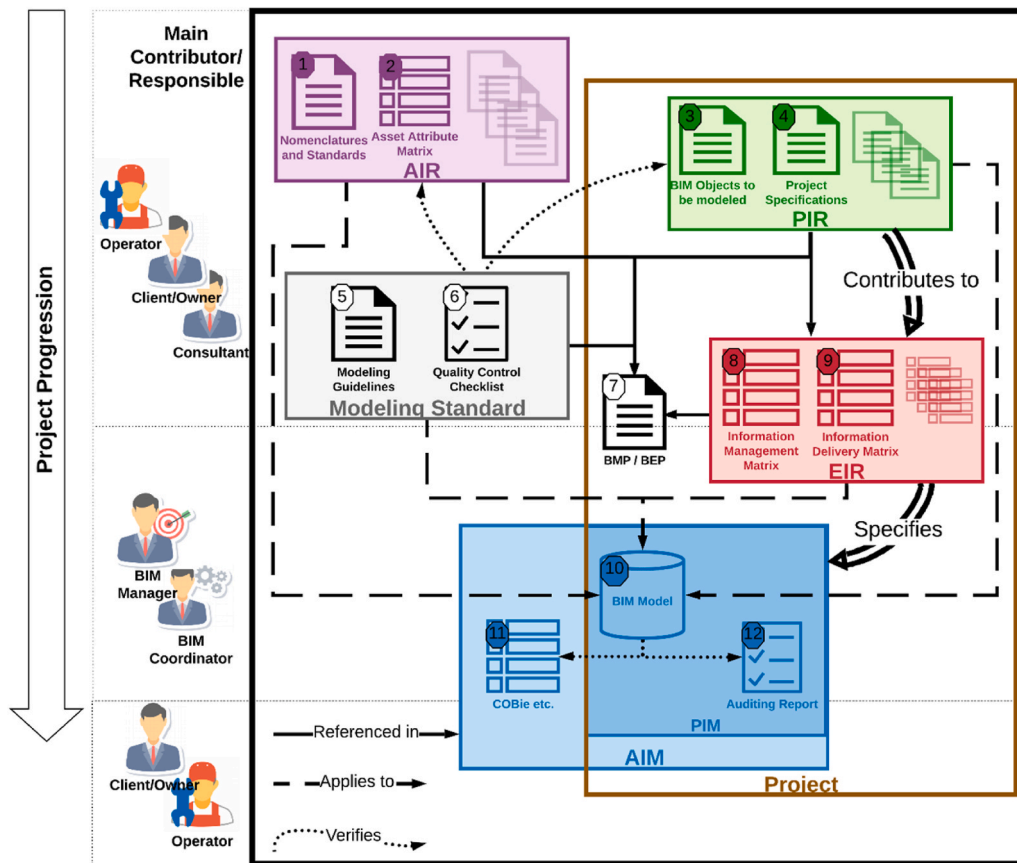 Project Progression
Main
Contributor/
Responsible
Operator
Client/Owner
Consultant
BIM
Manager
BIM
Coordinator
Client/Owner
Operator
1
Nomenclatures
and Standards
2
Asset Attribute
Matrix
AIR
3
BIM Objects to
be modeled
4
Project
Specifications
PIR
Contributes to
5
Modeling
Guidelines
6
Quality Control
Checklist
Modeling Standard
7
BMP / BEP
8
Information
Management
Matrix
9
Information
Delivery Matrix
EIR
Specifies
10
BIM Model
11
COBie etc.
12
Auditing Report
PIM
AIM
Project
Referenced in
Applies to
Verifies